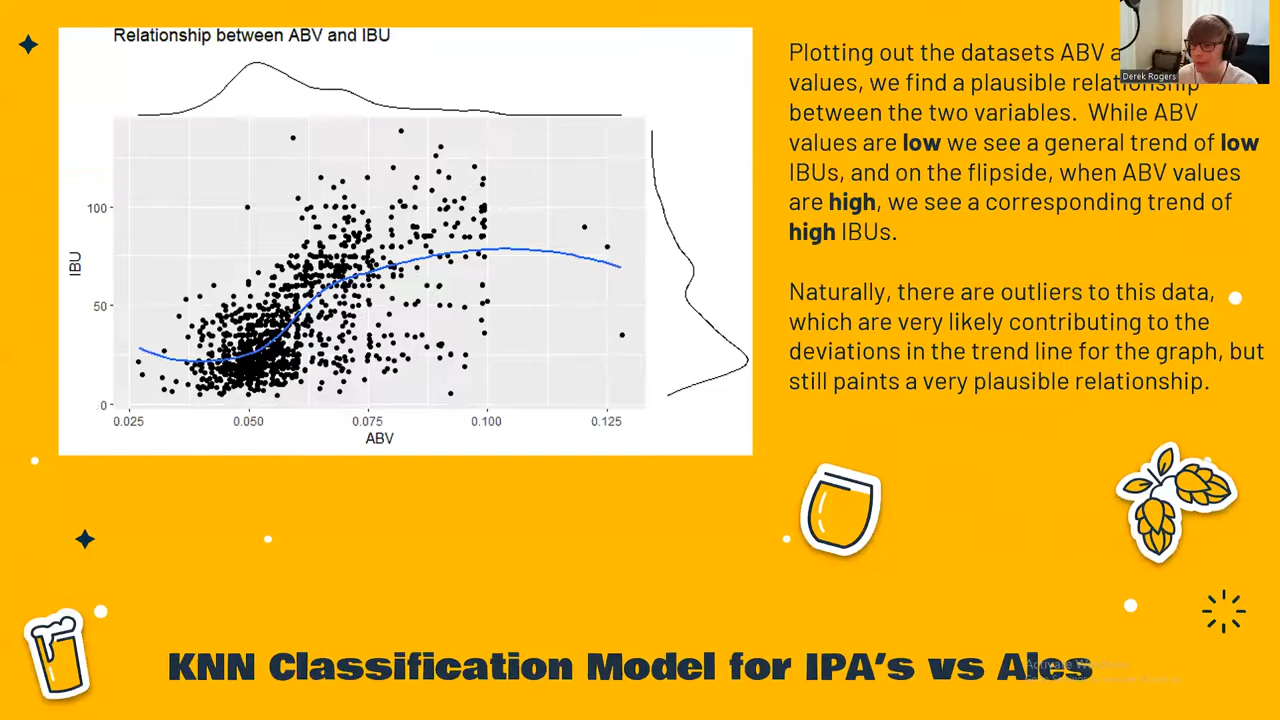 Relationship between ABV and IBU
100
50
0
IBU
0.025 0.050 0.075 0.100 0.125
ABV
Plotting out the datasets ABV a
values, we find a plausible relationship
between the two variables. While ABV
values are low we see a general trend of low
IBUs, and on the flipside, when ABV values
are high, we see a corresponding trend of
high IBUs.
Naturally, there are outliers to this data,
which are very likely contributing to the
deviations in the trend line for the graph, but
still paints a very plausible relationship.
Derek Rogers
KNN Classification Model for IPA's vs Ales
Activate Windows